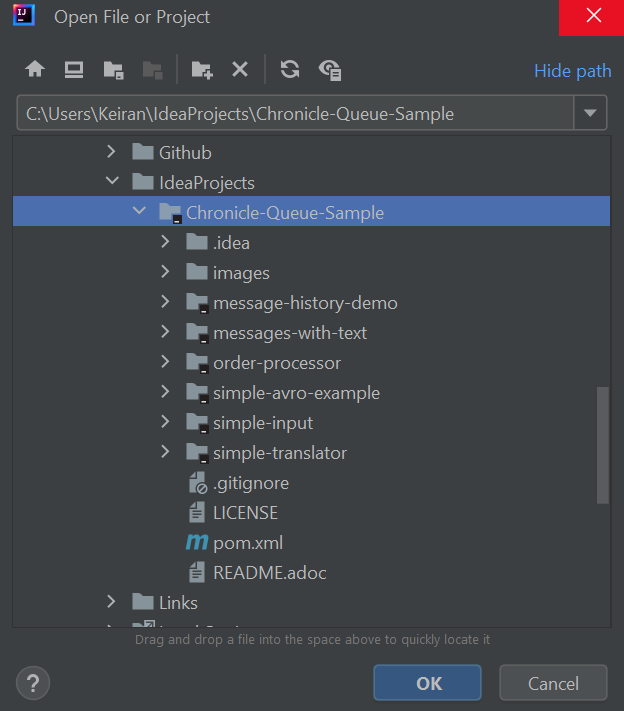 IJ
Open File or Project
Hide path
C:\Users\Keiran\IdeaProjects\Chronicle-Queue-Sample
Github
IdeaProjects
Chronicle-Queue-Sample
.idea
images
message-history-demo
messages-with-text
order-processor
simple-avro-example
simple-input
simple-translator
.gitignore
LICENSE
pom.xml
README.adoc
Links
Drag and drop a file into the space above to quickly locate it
?
OK
Cancel